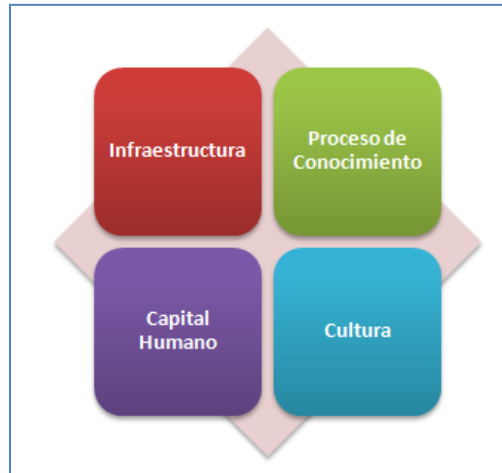 Infraestructura
Proceso de
Conocimiento
Capital
Humano
Cultura